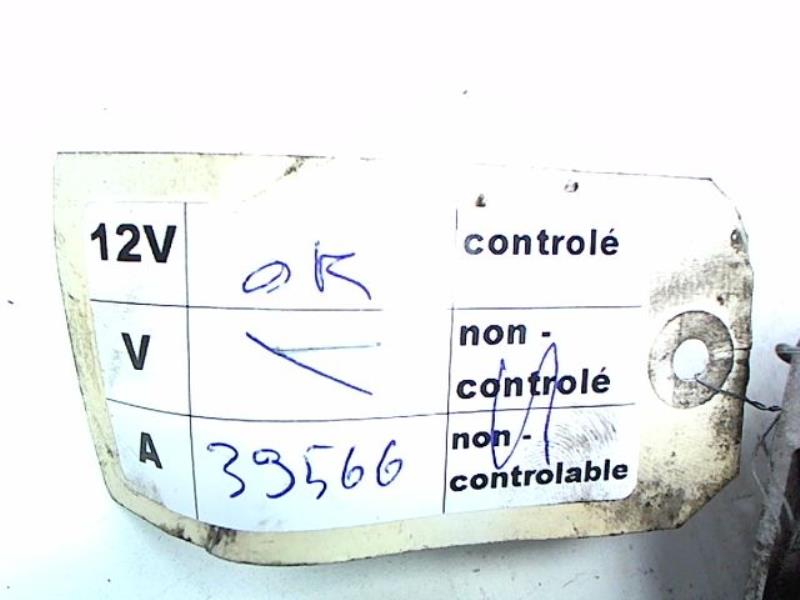 12V OK controlé
V non -
controlé
A 39566 non -
controlable